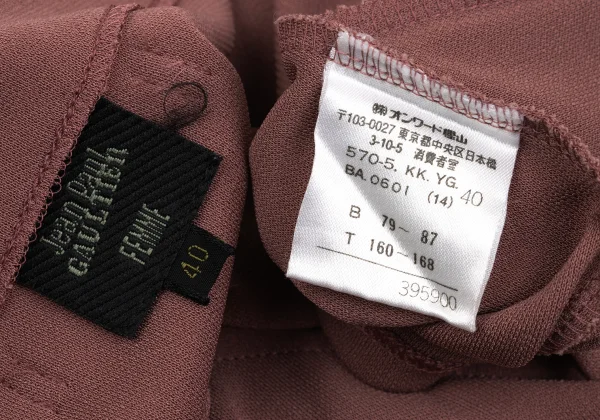 Jean Paul
GAULTIER
FEMME
40
㈱オンワード樫山
〒103-0027 東京都中央区日本橋
3-10-5 消費者室
570-5. KK. YG. 40
BA.0601 (14)
B 79~ 87
T 160~168
395900